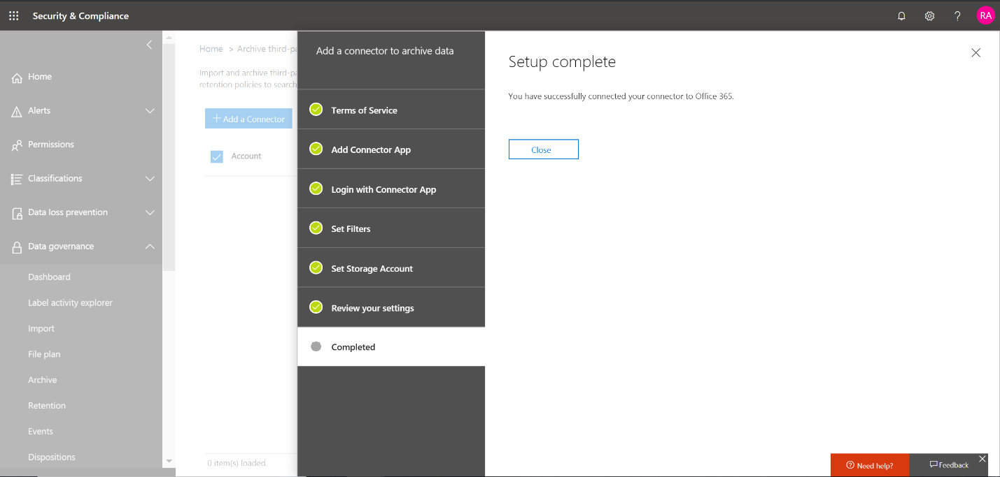 Security & Compliance
RA
Home
Alerts
Permissions
Classifications
Data loss prevention
Data governance
Dashboard
Label activity explorer
Import
File plan
Archive
Retention
Events
Dispositions
Home > Archive third-pa
Import and archive third-pa
retention policies to search
+ Add a Connector
Account
0 item(s) loaded.
Add a connector to archive data
Terms of Service
Add Connector App
Login with Connector App
Set Filters
Set Storage Account
Review your settings
Completed
Setup complete
You have successfully connected your connector to Office 365.
Close
Need help?
Feedback